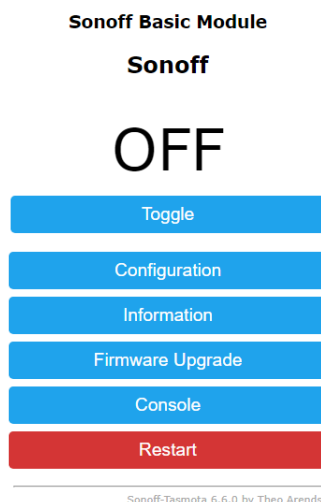 Sonoff Basic Module
Sonoff
OFF
Toggle
Configuration
Information
Firmware Upgrade
Console
Restart
Sonoff-Tasmota 6.6.0 by Theo Arends